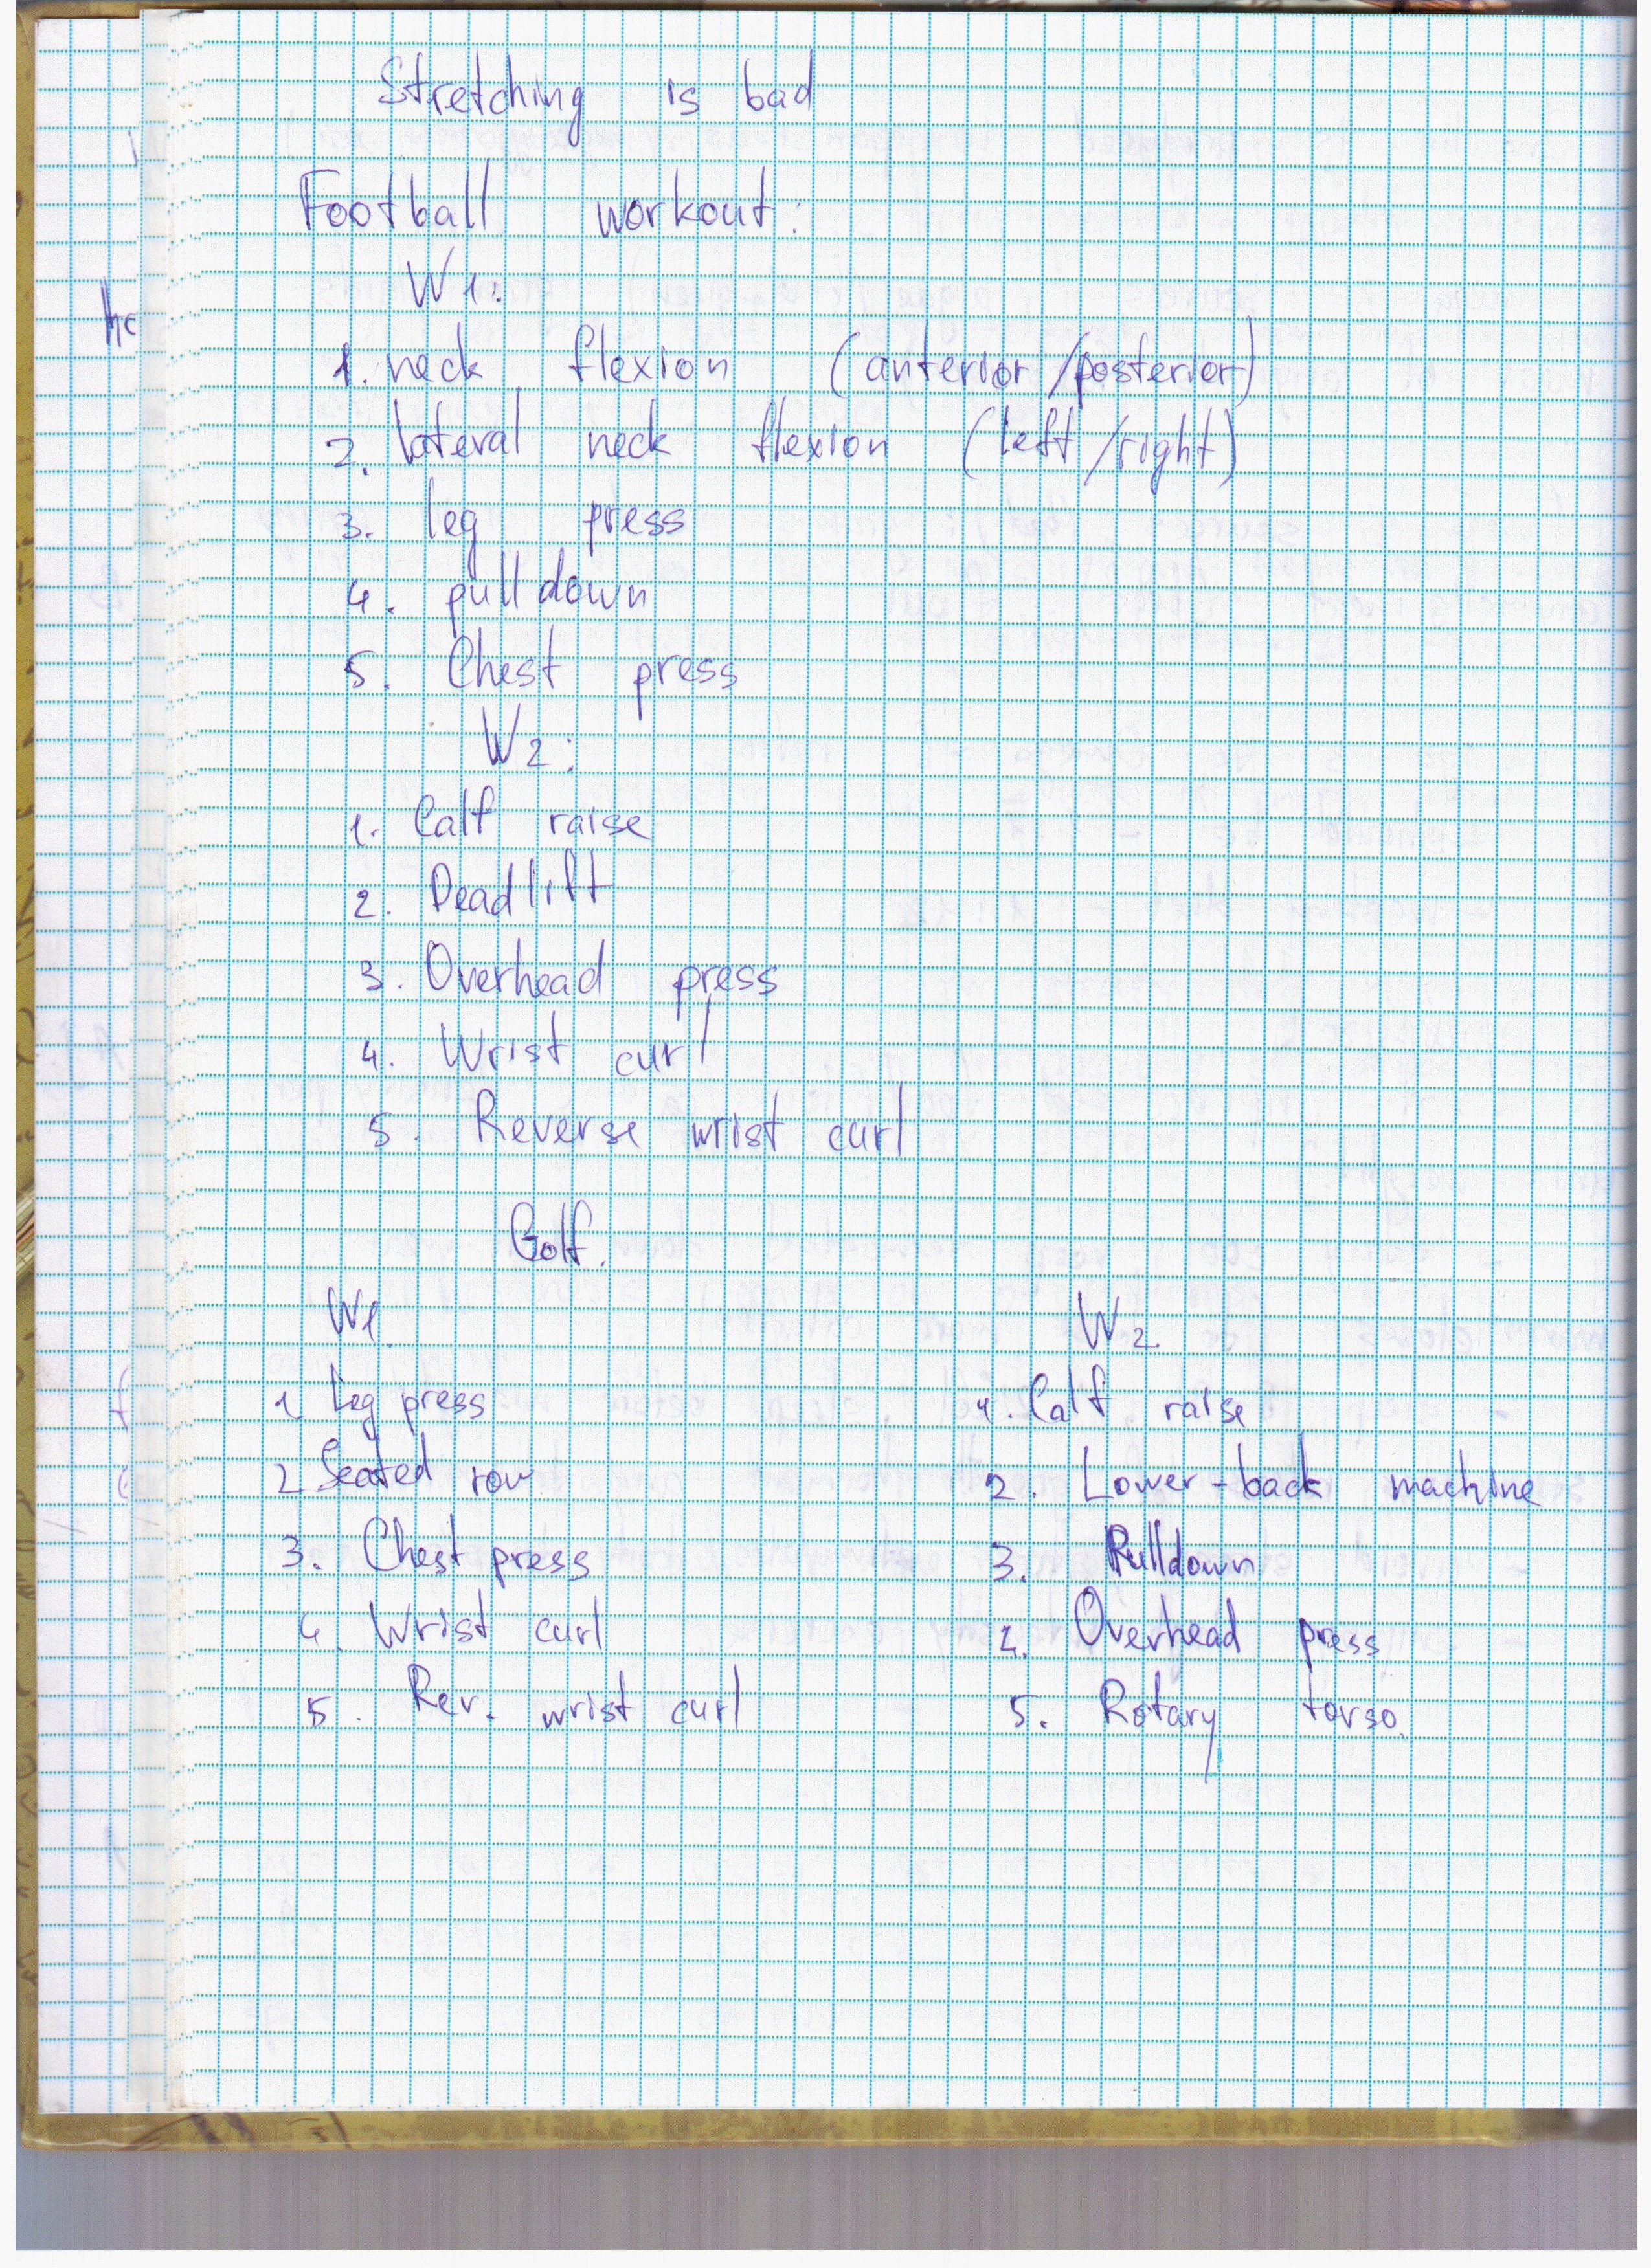 Stretching is bad
Football workout:
W1:
1. neck flexion (anterior/posterior)
2. lateral neck flexion (left/right)
3. leg press
4. pulldown
5. Chest press
W2:
1. Calf raise
2. Deadlift
3. Overhead press
4. Wrist curl
5. Reverse wrist curl
Golf.
W1.
1. Leg press
2 Seated row
3. Chest press
4. Wrist curl
5. Rev. wrist curl
W2.
1. Calf raise
2. Lower-back machine
3. Pulldown
4. Overhead press
5. Rotary torso.